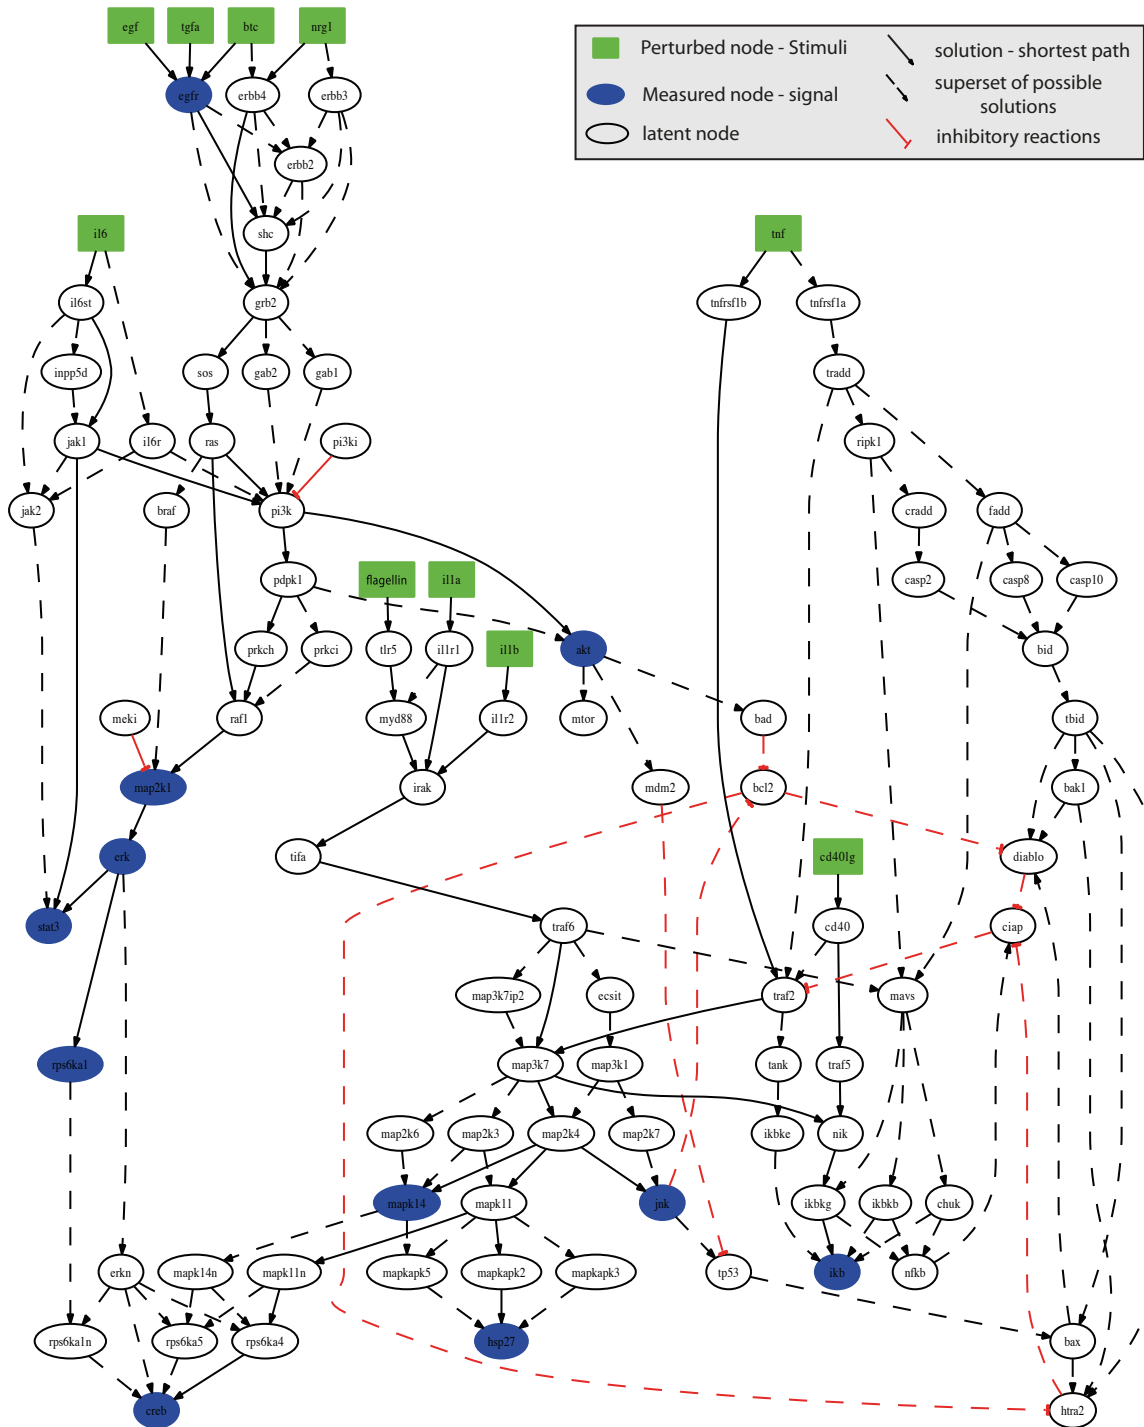 egf tgfa btc nrg1
Perturbed node - Stimuli
solution - shortest path
Measured node - signal
superset of possible
solutions
latent node
inhibitory reactions
egfr erbb4 erbb3
erbb2
il6 shc tnf
il6st grb2 tnfrsf1b tnfrsf1a
inpp5d sos gab2 gab1 tradd
jak1 il6r ras pi3ki ripk1
jak2 braf pi3k cradd fadd
pdpk1 flagellin il1a casp2 casp8 casp10
prkch prkci tlr5 il1r1 il1b akt bid
meki raf1 myd88 il1r2 mtor bad tbid
map2k1 irak mdm2 bcl2 bak1
erk tifa cd40lg diablo
stat3 traf6 cd40 ciap
map3k7ip2 ecsit traf2 mavs
rps6ka1 map3k7 map3k1 tank traf5
map2k6 map2k3 map2k4 map2k7 ikbke nik
mapk14 mapk11 jnk ikbkg ikbkb chuk
erkn mapk14n mapk11n mapkapk5 mapkapk2 mapkapk3 tp53 ikb nfkb
rps6ka1n rps6ka5 rps6ka4 hsp27 bax
creb htra2